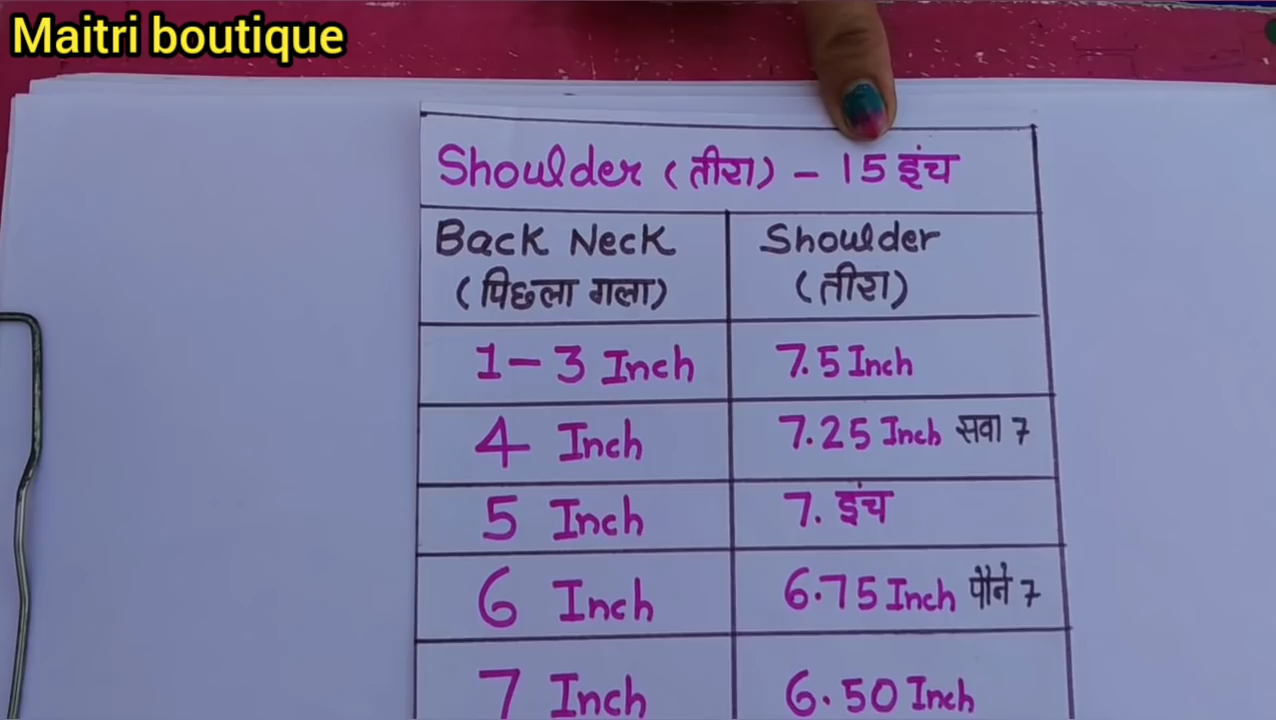 Maitri boutique
Shoulder (तीरा) - 15 इंच
Back Neck
(पिछला गला)
Shoulder
(तीरा)
1-3 Inch
7.5 Inch
4 Inch
7.25 Inch सवा 7
5 Inch
7. इंच
6 Inch
6.75 Inch पौने 7
7 Inch
6.50 Inch